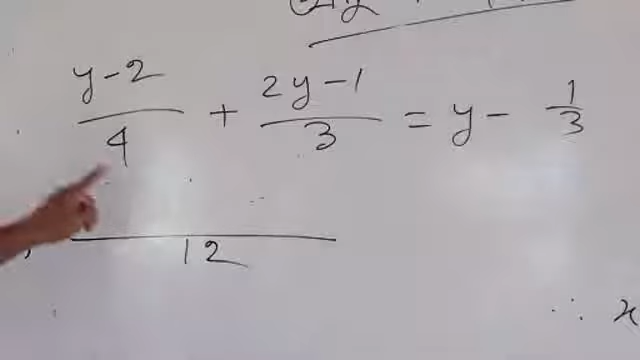 y-2/4 + 2y-1/3 = y - 1/3
12
∴ x